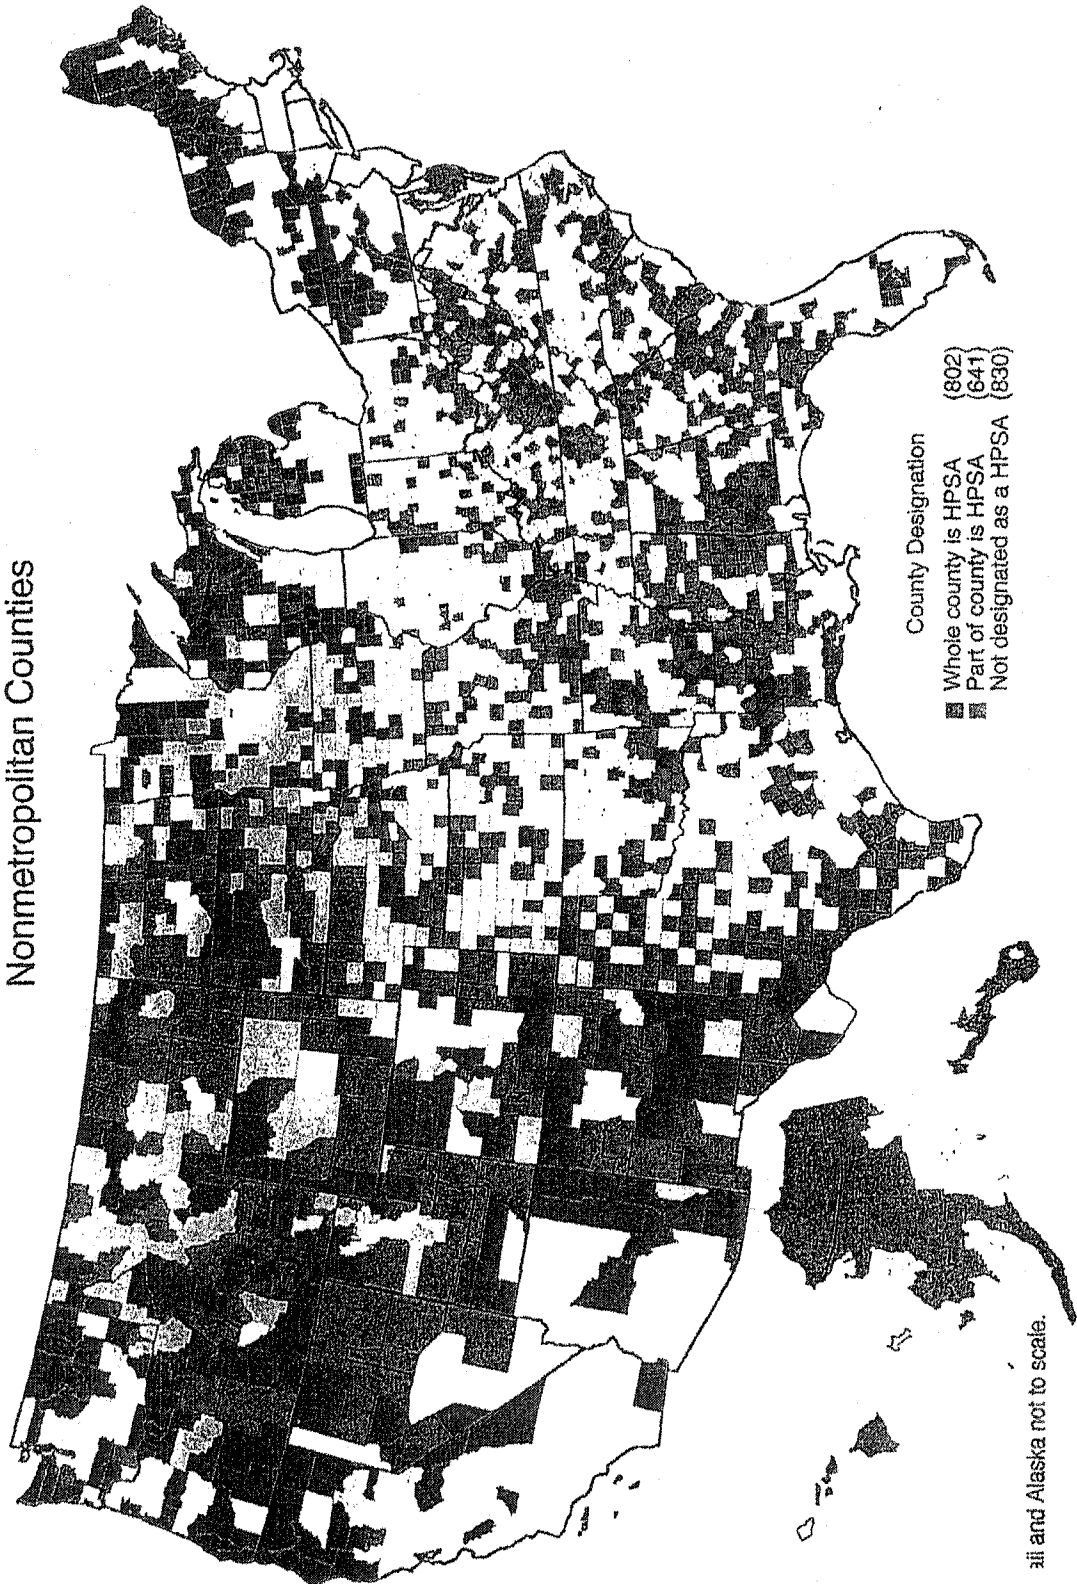 Nonmetropolitan Counties
County Designation
Whole county is HPSA (802)
Part of county is HPSA (641)
Not designated as a HPSA (830)
aii and Alaska not to scale.